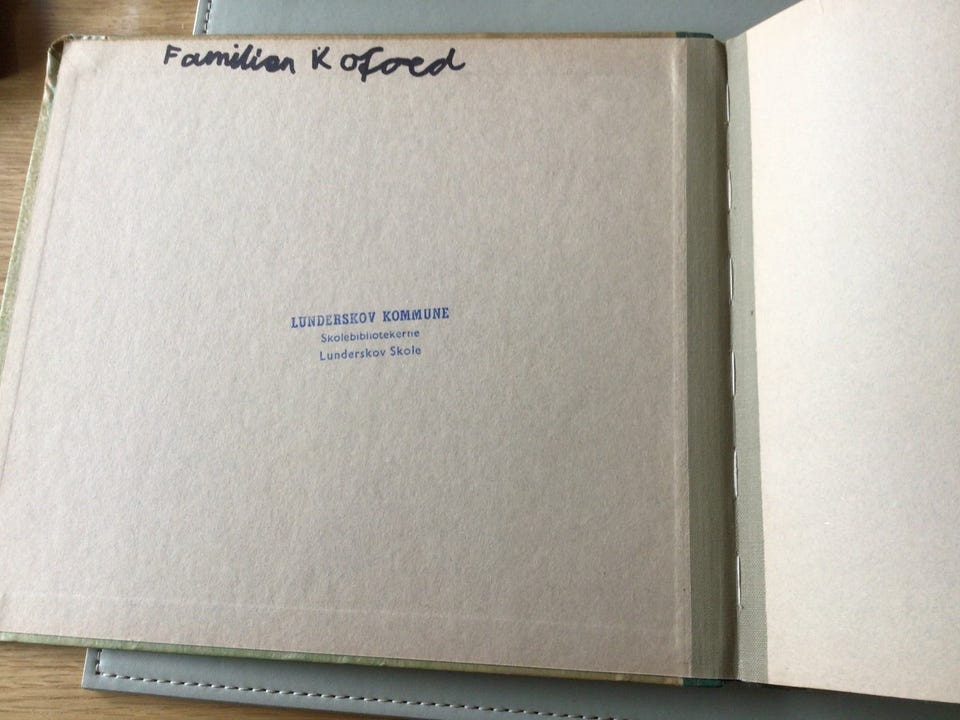 Familien Kofoed
LUNDERSKOV KOMMUNE
Skolebibliotekerne
Lunderskov Skole